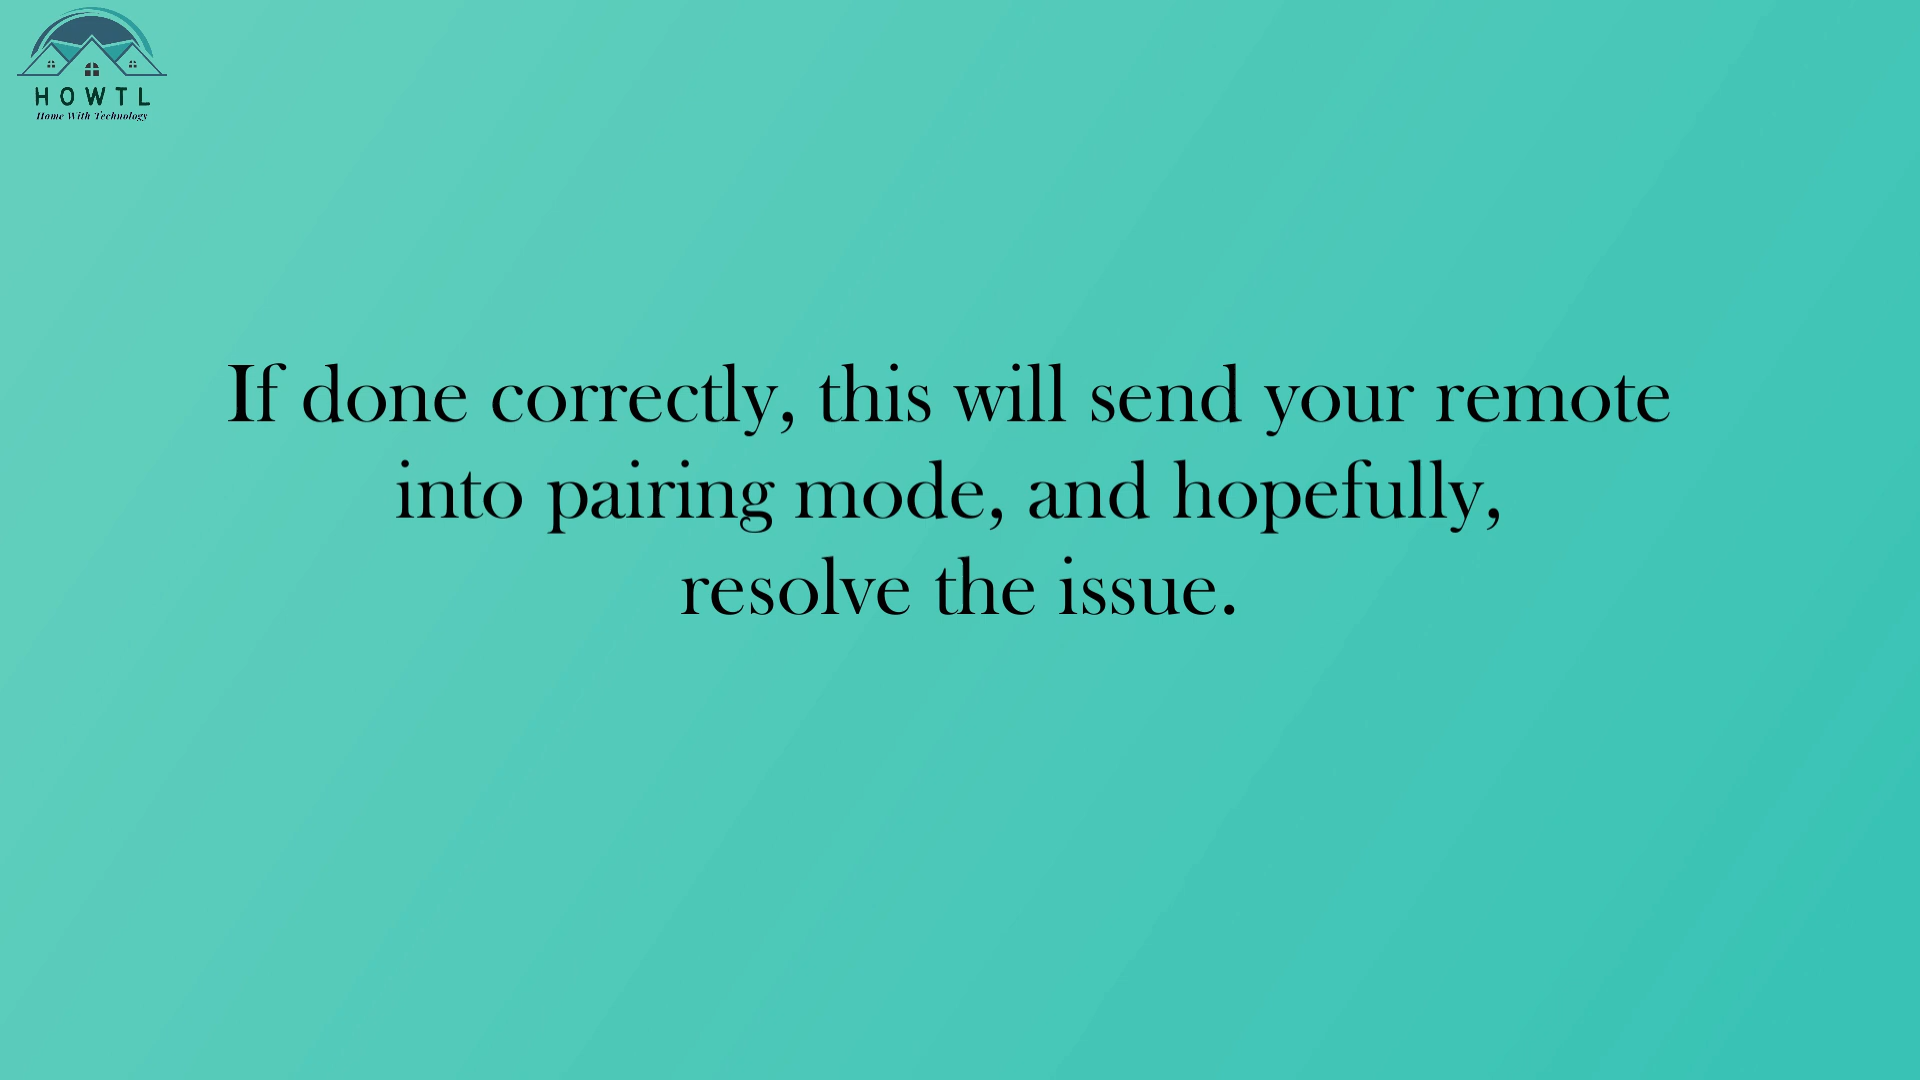 HOWTL
Home With Technology
If done correctly, this will send your remote
into pairing mode, and hopefully,
resolve the issue.